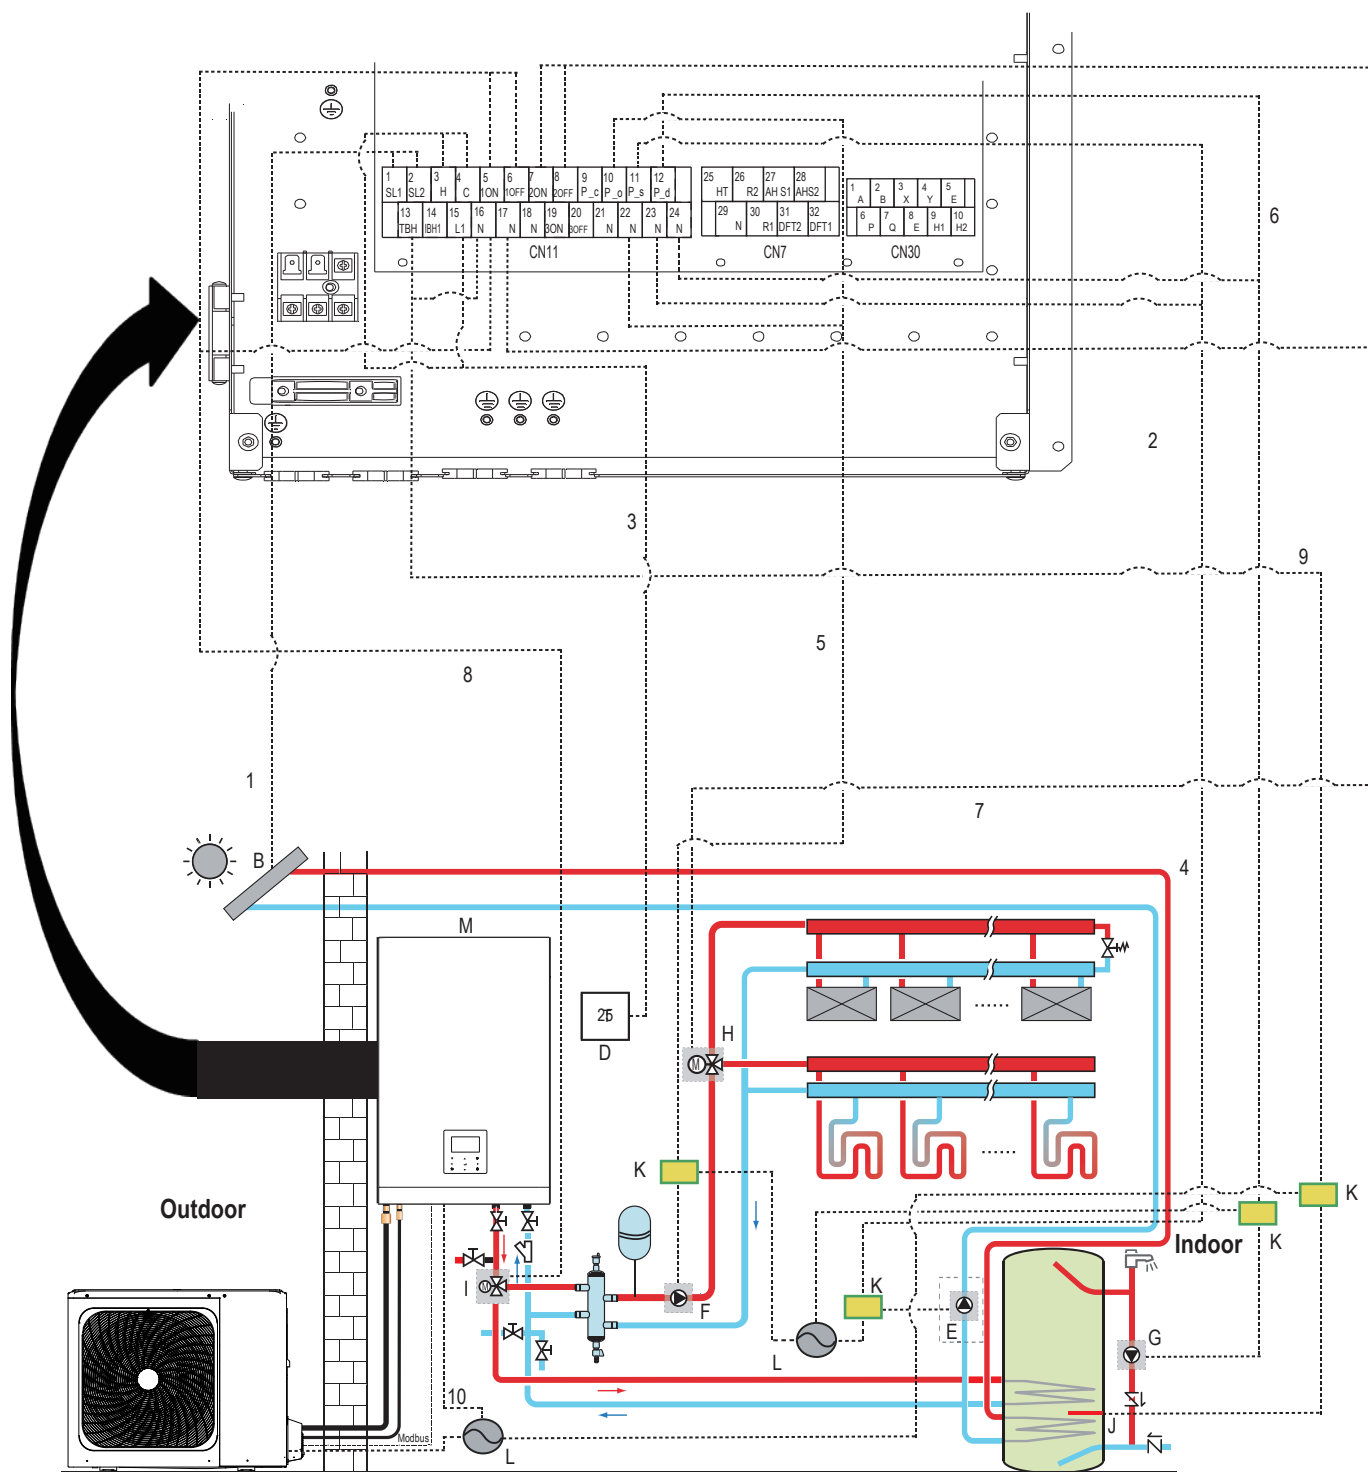 1 2 3 4 5 6 7 8 9 10 11 12
SL1 SL2 H C 1ON 1OFF 2ON 2OFF P_c P_o P_s P_d
13 14 15 16 17 18 19 20 21 22 23 24
TBH IBH1 L1 N N N 3ON 3OFF N N N N
CN11
25 26 27 28
HT R2 AH S1 AHS2
29 30 31 32
N R1 DFT2 DFT1
CN7
1 2 3 4 5
A B X Y E
6 7 8 9 10
P Q E H1 H2
CN30
6
2
3
9
5
8
1
7
B
4
M
H
D
K
K
Outdoor
Indoor
K
I
K
F
E
G
L
10
J
Modbus
L